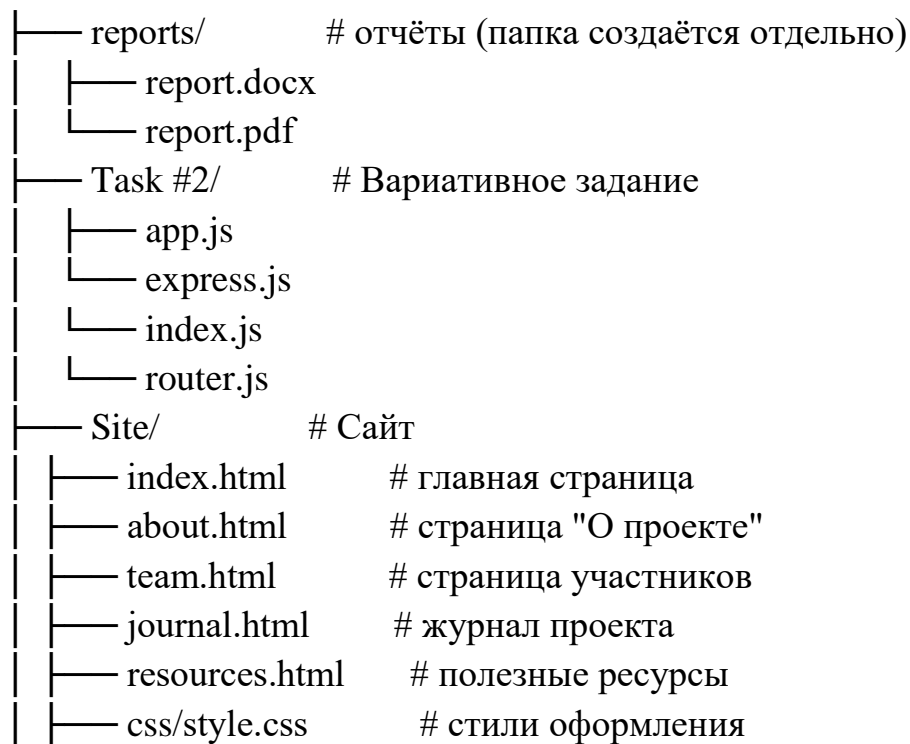 ├── reports/ # отчёты (папка создаётся отдельно)
│ ├── report.docx
│ └── report.pdf
├── Task #2/ # Вариативное задание
│ ├── app.js
│ └── express.js
│ └── index.js
│ └── router.js
├── Site/ # Сайт
│ ├── index.html # главная страница
│ ├── about.html # страница "О проекте"
│ ├── team.html # страница участников
│ ├── journal.html # журнал проекта
│ ├── resources.html # полезные ресурсы
│ ├── css/style.css # стили оформления